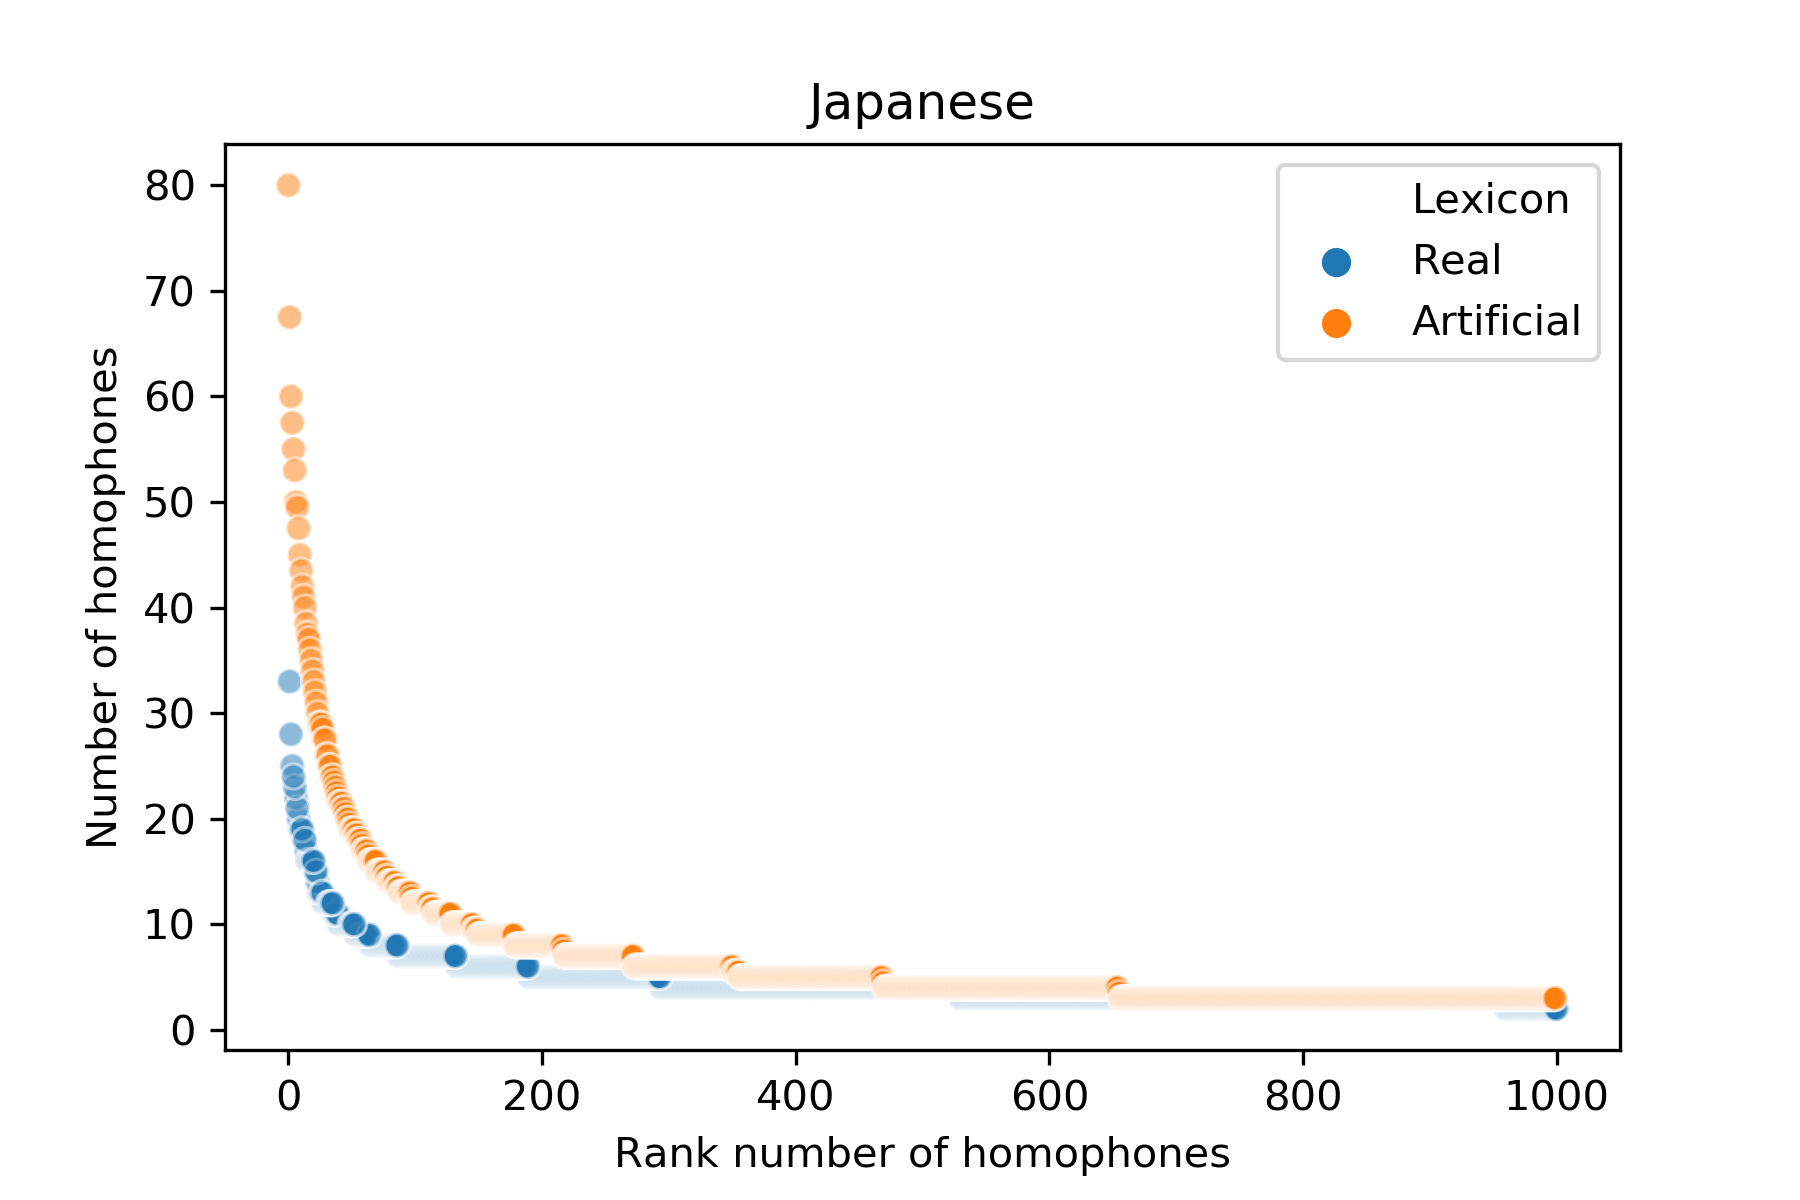 Japanese
Number of homophones
80
70
60
50
40
30
20
10
0
Lexicon
Real
Artificial
0 200 400 600 800 1000
Rank number of homophones